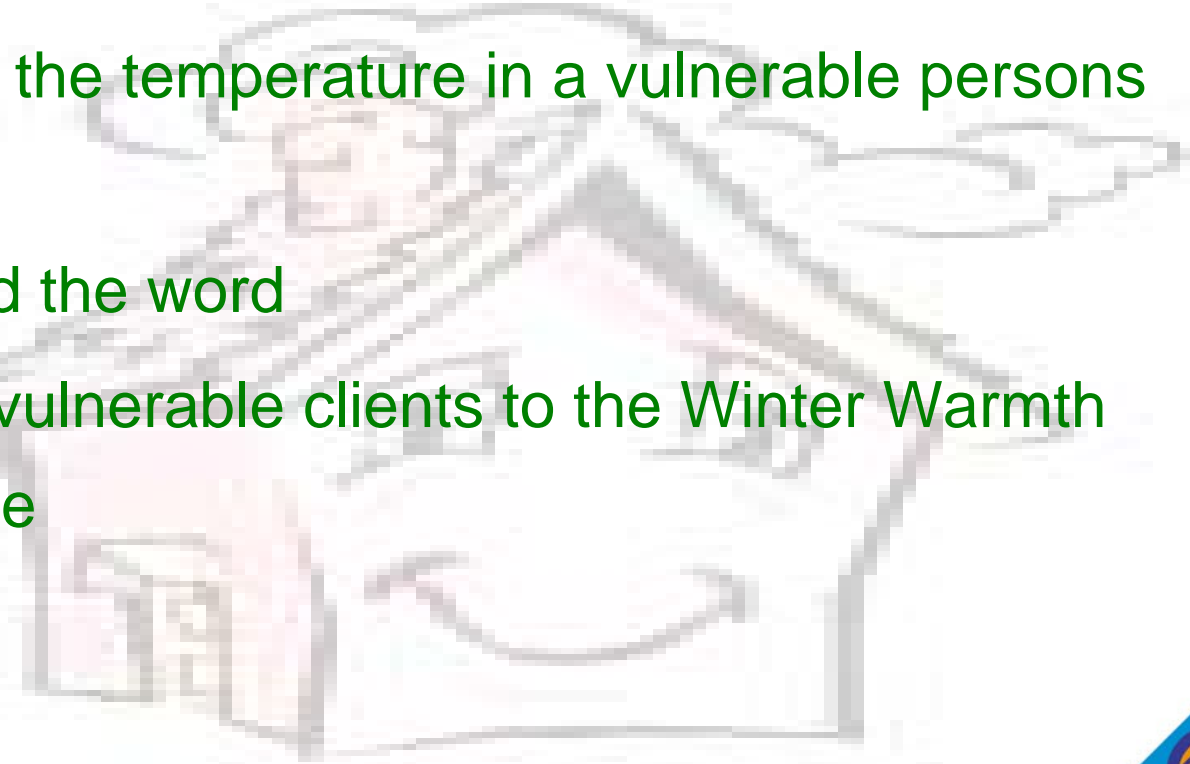 the temperature in a vulnerable persons
d the word
vulnerable clients to the Winter Warmth
e